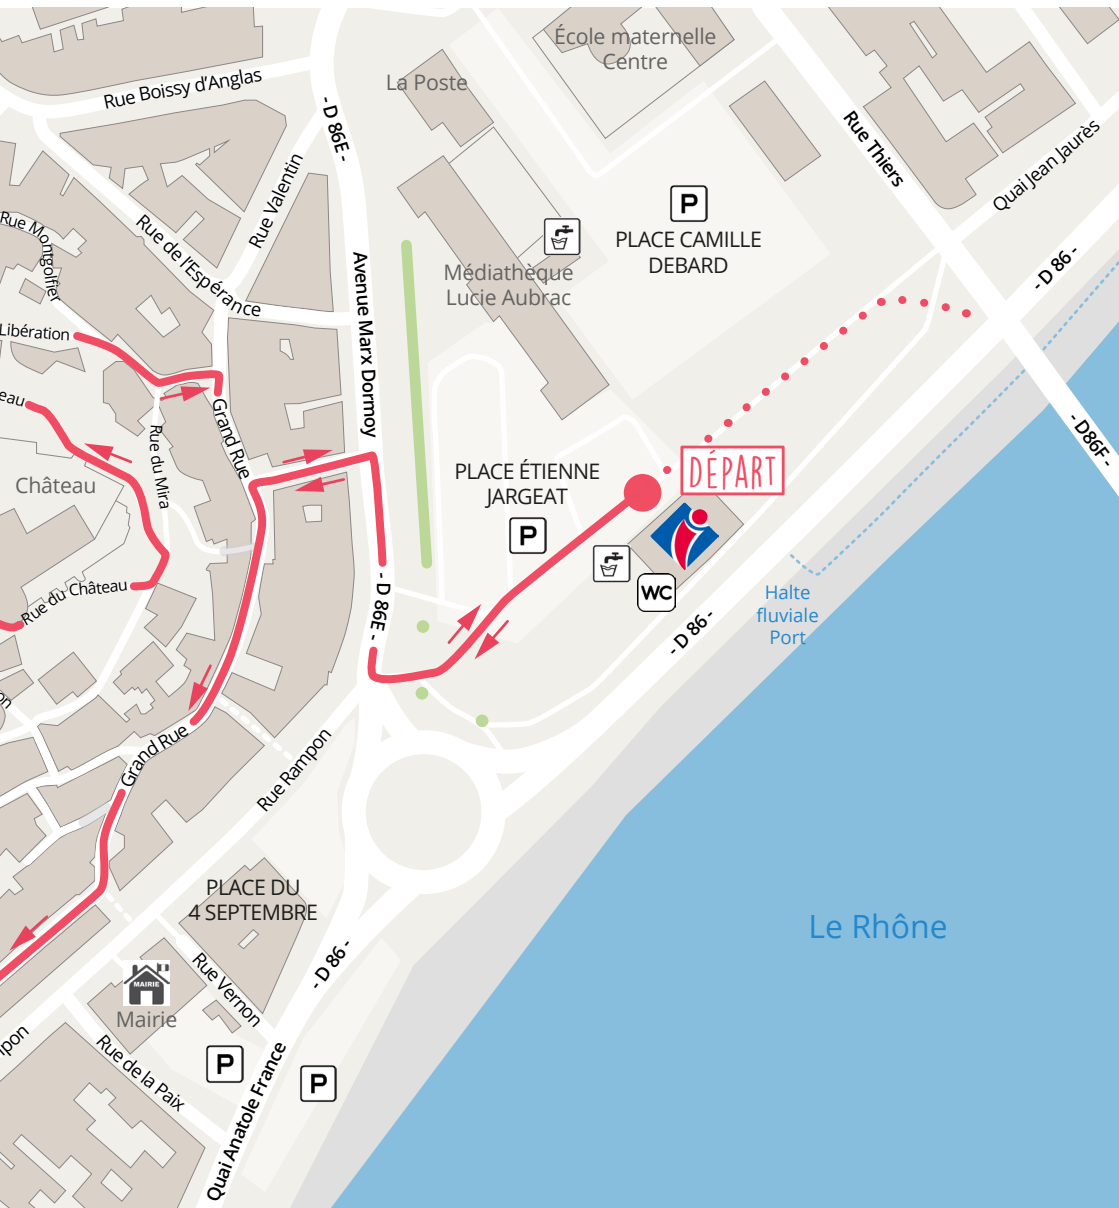 École maternelle
Centre
La Poste
Rue Boissy d'Anglas
- D 86E -
Rue Thiers
Quai Jean Jaurès
Rue Valentin
P
PLACE CAMILLE
DEBARD
Rue Montgolfier
Rue de l'Espérance
- D 86 -
Médiathèque
Lucie Aubrac
Avenue Marx Dormoy
Libération
eau
Grand Rue
Rue du Mira
- D86F -
Château
PLACE ÉTIENNE
JARGEAT
P
DÉPART
WC
Rue du Château
- D 86E -
Halte
fluviale
Port
- D 86 -
on
Grand Rue
Rue Rampon
PLACE DU
4 SEPTEMBRE
Le Rhône
- D 86 -
Rue Vernon
MAIRIE
Mairie
pon
Rue de la Paix
P
P
Quai Anatole France